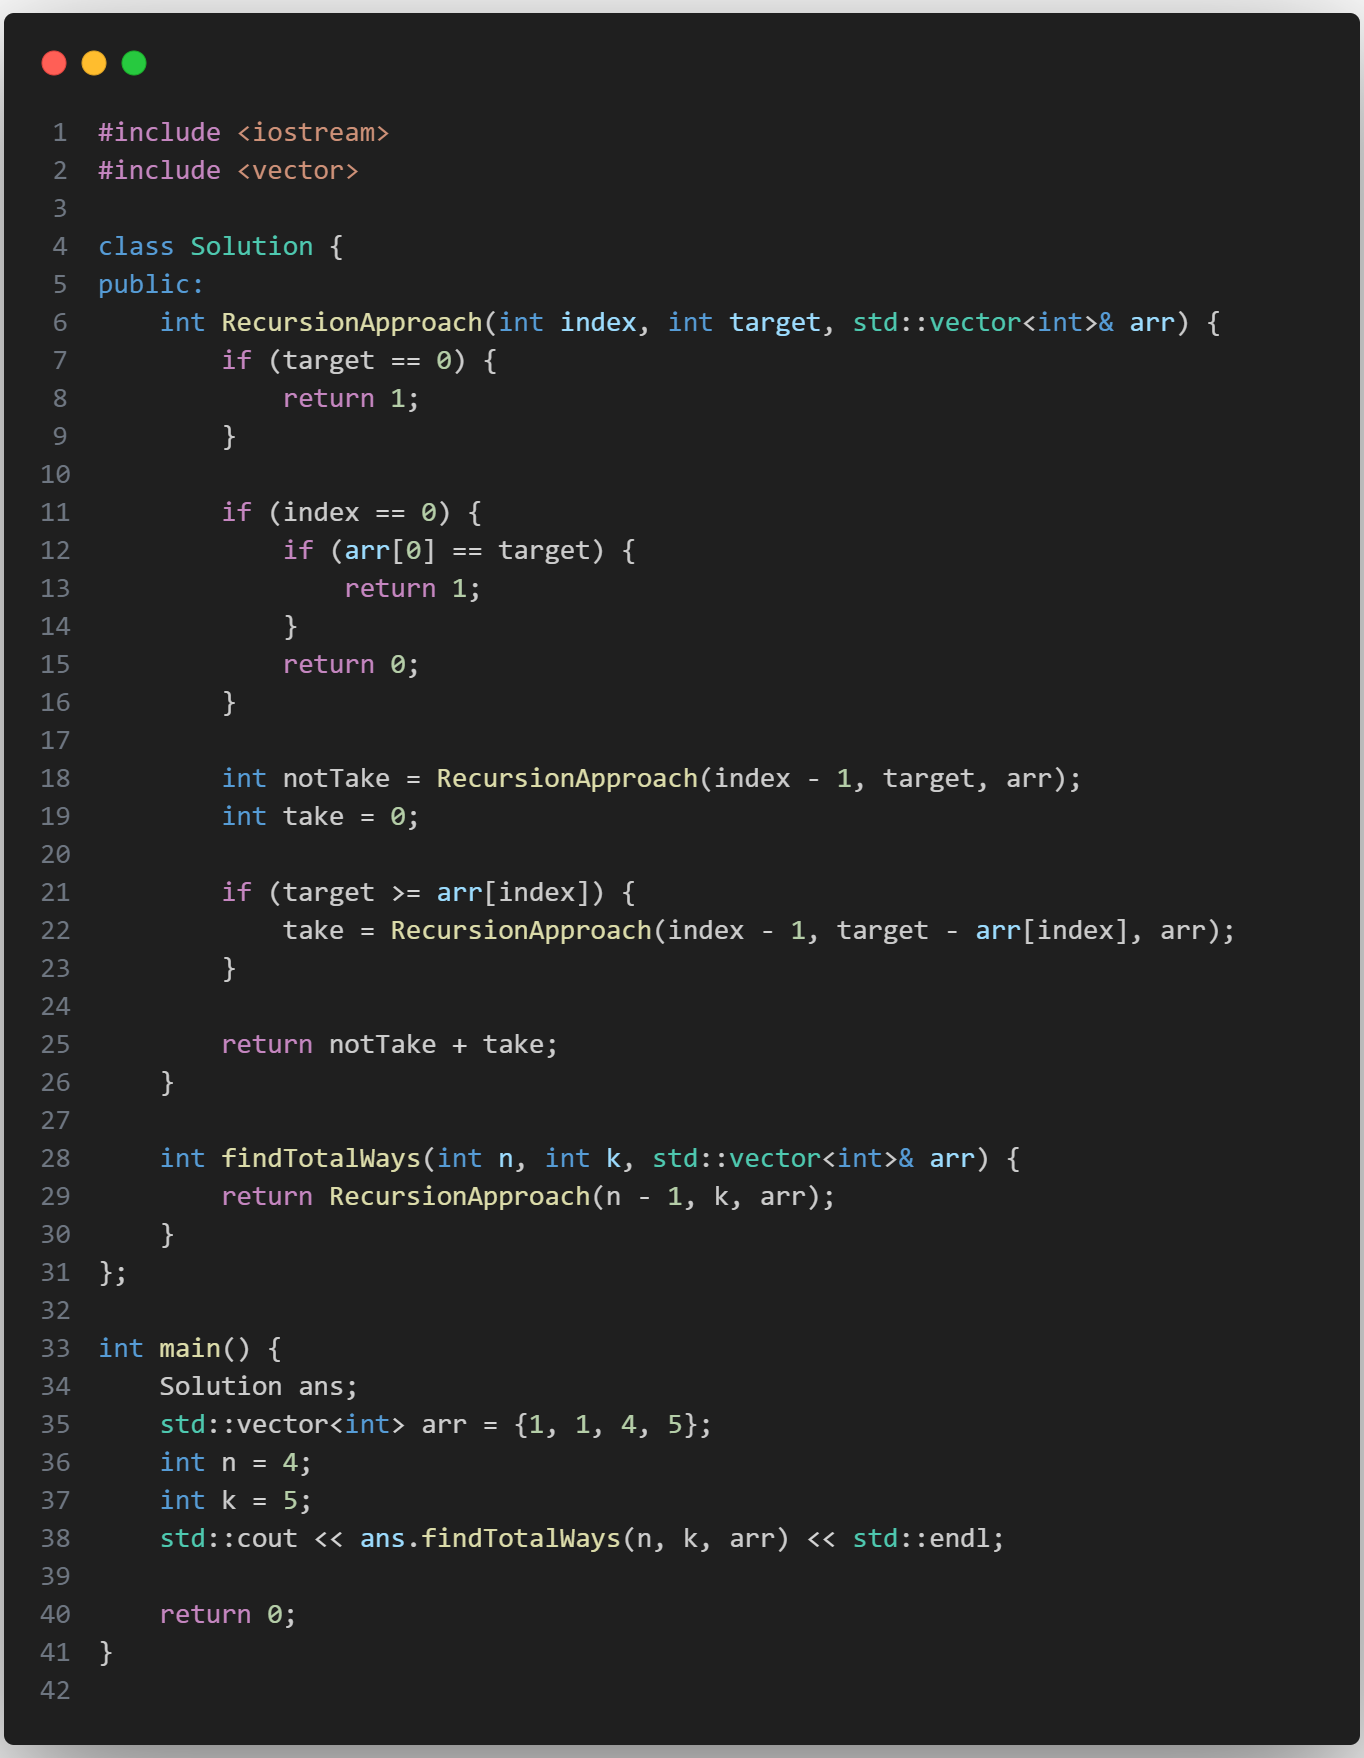 1 #include <iostream>
2 #include <vector>
3
4 class Solution {
5 public:
6     int RecursionApproach(int index, int target, std::vector<int>& arr) {
7         if (target == 0) {
8             return 1;
9         }
10
11         if (index == 0) {
12             if (arr[0] == target) {
13                 return 1;
14             }
15             return 0;
16         }
17
18         int notTake = RecursionApproach(index - 1, target, arr);
19         int take = 0;
20
21         if (target >= arr[index]) {
22             take = RecursionApproach(index - 1, target - arr[index], arr);
23         }
24
25         return notTake + take;
26     }
27
28     int findTotalWays(int n, int k, std::vector<int>& arr) {
29         return RecursionApproach(n - 1, k, arr);
30     }
31 };
32
33 int main() {
34     Solution ans;
35     std::vector<int> arr = {1, 1, 4, 5};
36     int n = 4;
37     int k = 5;
38     std::cout << ans.findTotalWays(n, k, arr) << std::endl;
39
40     return 0;
41 }
42